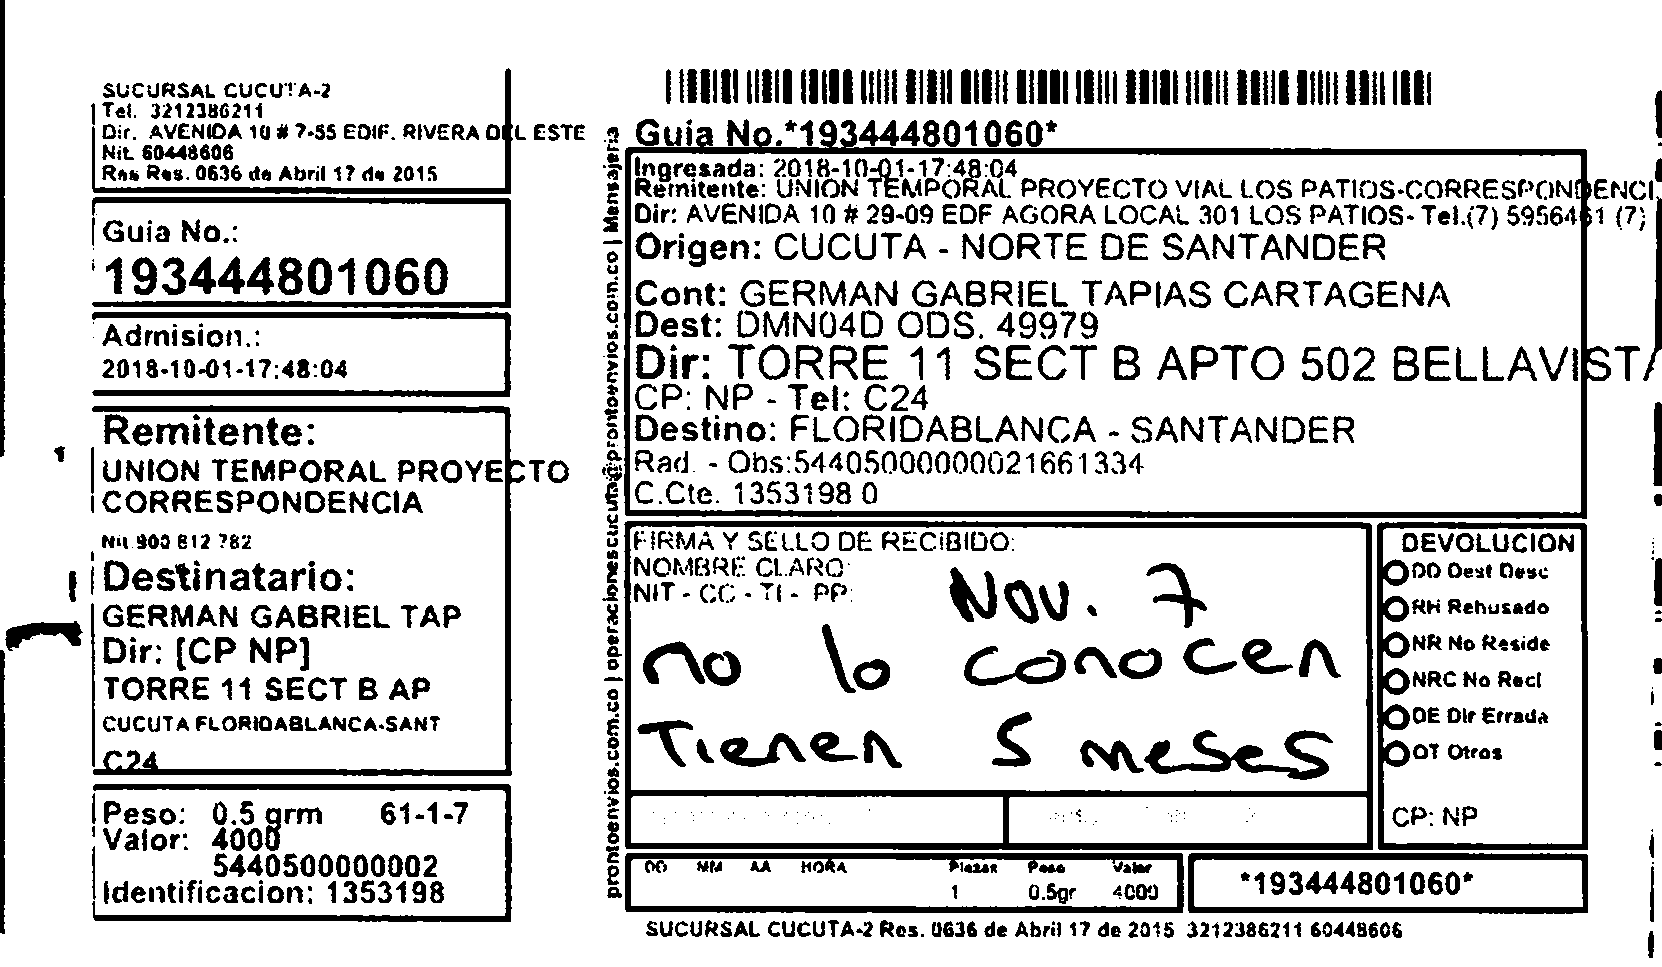 SUCURSAL CUCUTA-2
Tel. 3212386211
Dir. AVENIDA 10 # 7-55 EDIF. RIVERA DEL ESTE
Nit. 60448606
Res Res. 0636 de Abril 17 de 2015
Guia No.:
193444801060
Admision.:
2018-10-01-17:48:04
Remitente:
UNION TEMPORAL PROYECTO
CORRESPONDENCIA
Nit 900 812 782
Destinatario:
GERMAN GABRIEL TAP
Dir: [CP NP]
TORRE 11 SECT B AP
CUCUTA FLORIDABLANCA-SANT
C24
Peso: 0.5 grm 61-1-7
Valor: 4000
5440500000002
Identificacion: 1353198
prontoenvios.com.co | operacionescucuta@prontoenvios.com.co | Mensajeria
Guia No.*193444801060*
Ingresada: 2018-10-01-17:48:04
Remitente: UNION TEMPORAL PROYECTO VIAL LOS PATIOS-CORRESPONDENCI
Dir: AVENIDA 10 # 29-09 EDF AGORA LOCAL 301 LOS PATIOS- Tel.(7) 5956461 (7)
Origen: CUCUTA - NORTE DE SANTANDER
Cont: GERMAN GABRIEL TAPIAS CARTAGENA
Dest: DMN04D ODS. 49979
Dir: TORRE 11 SECT B APTO 502 BELLAVISTA
CP: NP - Tel: C24
Destino: FLORIDABLANCA - SANTANDER
Rad. - Obs:544050000000021661334
C.Cte. 1353198 0
FIRMA Y SELLO DE RECIBIDO:
NOMBRE CLARO:
NIT - CC - TI - PP:
Nov. 7
no lo conocen
Tienen 5 meses
DEVOLUCION
DD Dest Desc
RH Rehusado
NR No Reside
NRC No Recl
DE Dir Errada
OT Otros
CP: NP
DD MM AA HORA Piezas Peso Valor
1 0.5gr 4000
*193444801060*
SUCURSAL CUCUTA-2 Res. 0636 de Abril 17 de 2015 3212386211 60448606